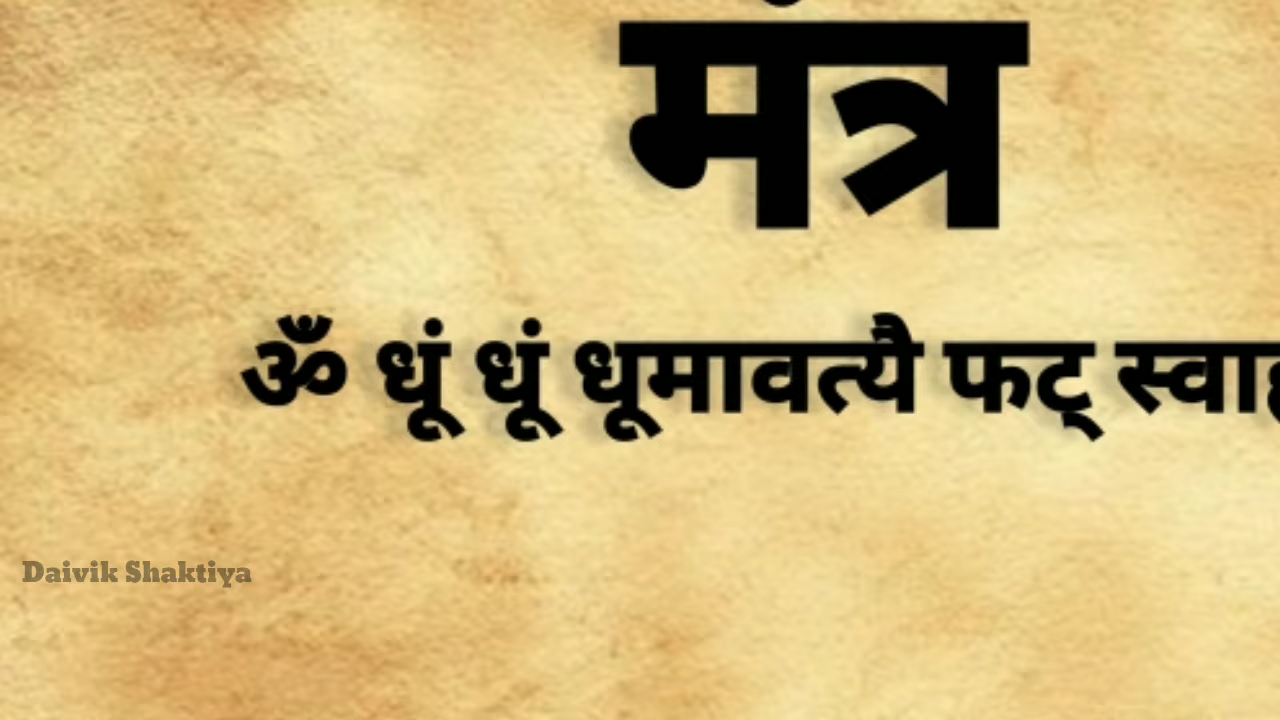 मंत्र
ॐ धूं धूं धूमावत्यै फट् स्वाह
Daivik Shaktiya